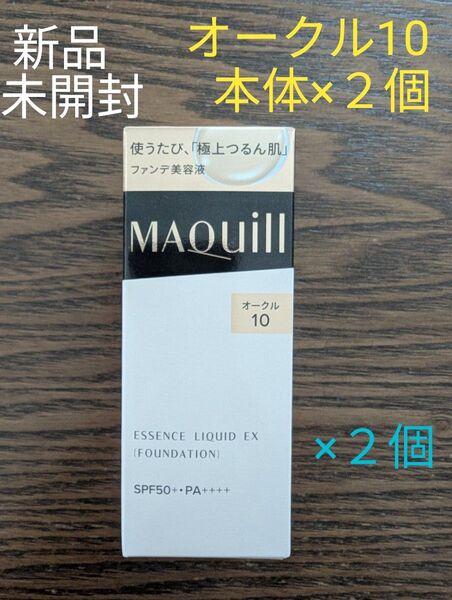 新品
未開封
オークル10
本体×２個
使うたび、「極上つるん肌」
ファンデ美容液
MAQuill
オークル
10
ESSENCE LIQUID EX
(FOUNDATION)
SPF50+・PA++++
×２個